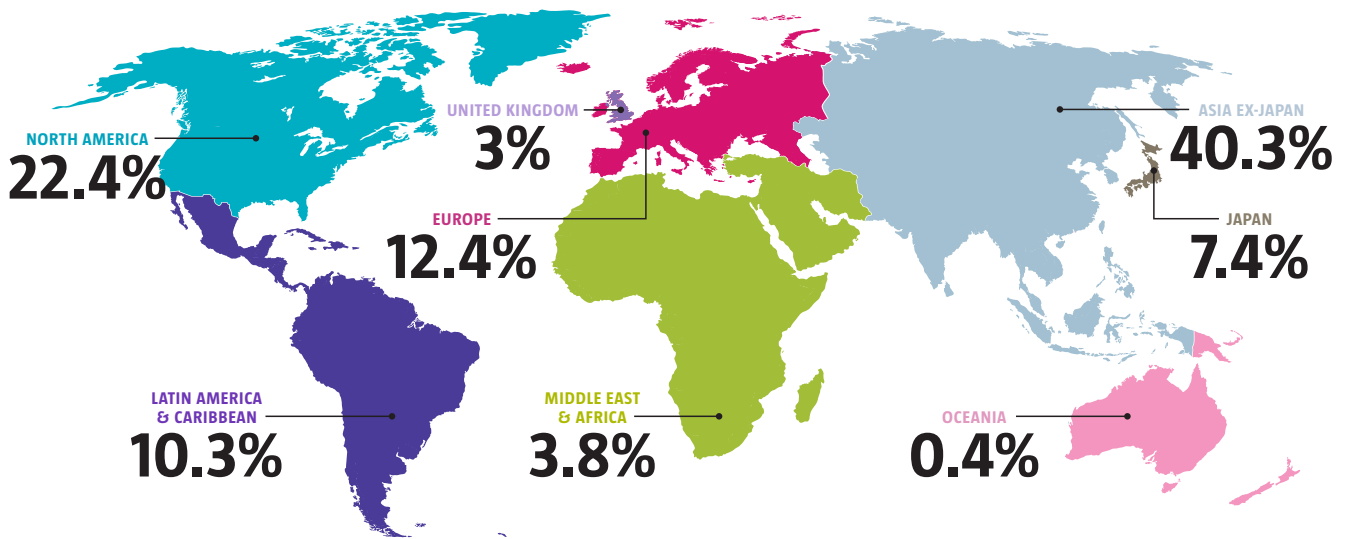 NORTH AMERICA
22.4%
UNITED KINGDOM
3%
EUROPE
12.4%
ASIA EX-JAPAN
40.3%
JAPAN
7.4%
LATIN AMERICA
& CARIBBEAN
10.3%
MIDDLE EAST
& AFRICA
3.8%
OCEANIA
0.4%